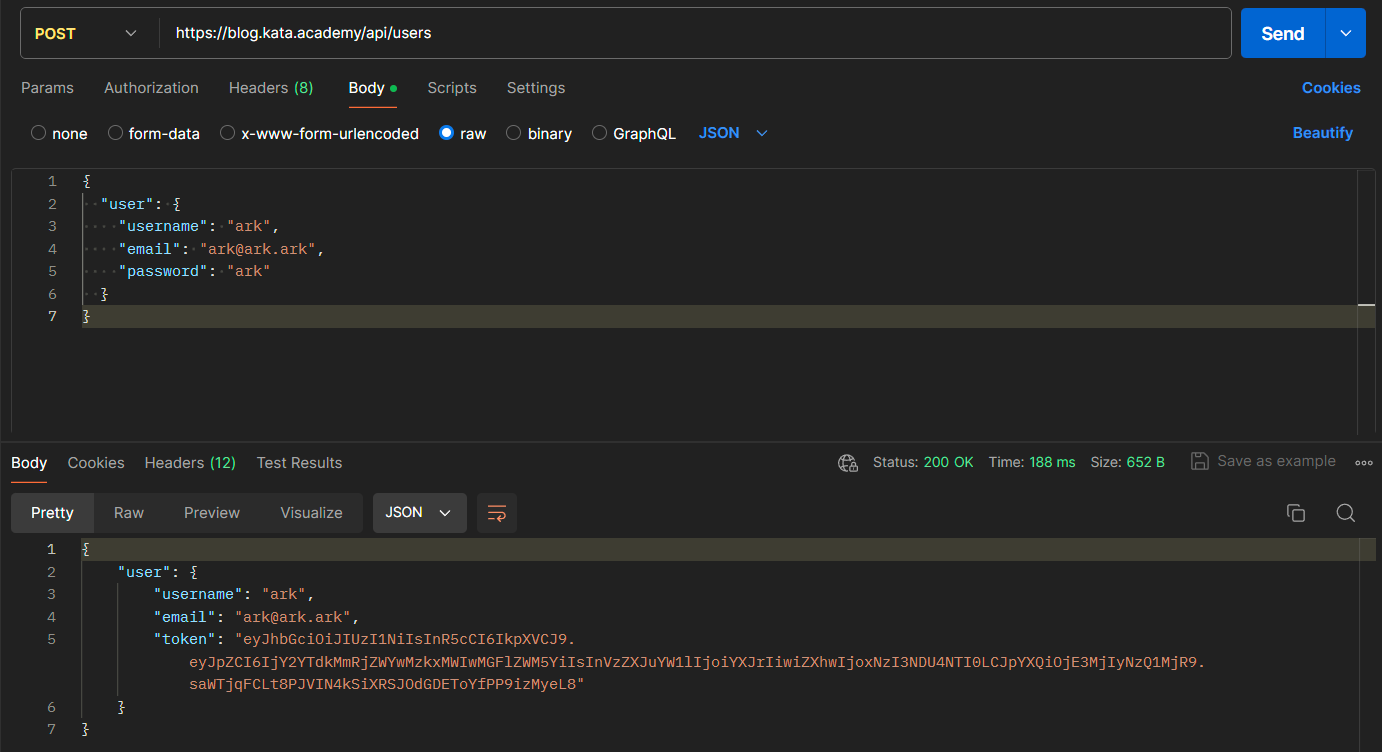 POST https://blog.kata.academy/api/users Send
Params Authorization Headers (8) Body Scripts Settings Cookies
none form-data x-www-form-urlencoded raw binary GraphQL JSON Beautify
1 {
2 "user": {
3 "username": "ark",
4 "email": "ark@ark.ark",
5 "password": "ark"
6 }
7 }
Body Cookies Headers (12) Test Results Status: 200 OK Time: 188 ms Size: 652 B Save as example
Pretty Raw Preview Visualize JSON
1 {
2 "user": {
3 "username": "ark",
4 "email": "ark@ark.ark",
5 "token": "eyJhbGciOiJIUzI1NiIsInR5cCI6IkpXVCJ9.
eyJpZCI6IjY2YTdkMmRjZWYwMzkxMWIwMGFlZWM5YiIsInVzZXJuYW1lIjoiYXJrIiwiZXhwIjoxNzI3NDU4NTI0LCJpYXQiOjE3MjIyNzQ1MjR9.
saWTjqFCLt8PJVIN4kSiXRSJOdGDEToYfPP9izMyeL8"
6 }
7 }